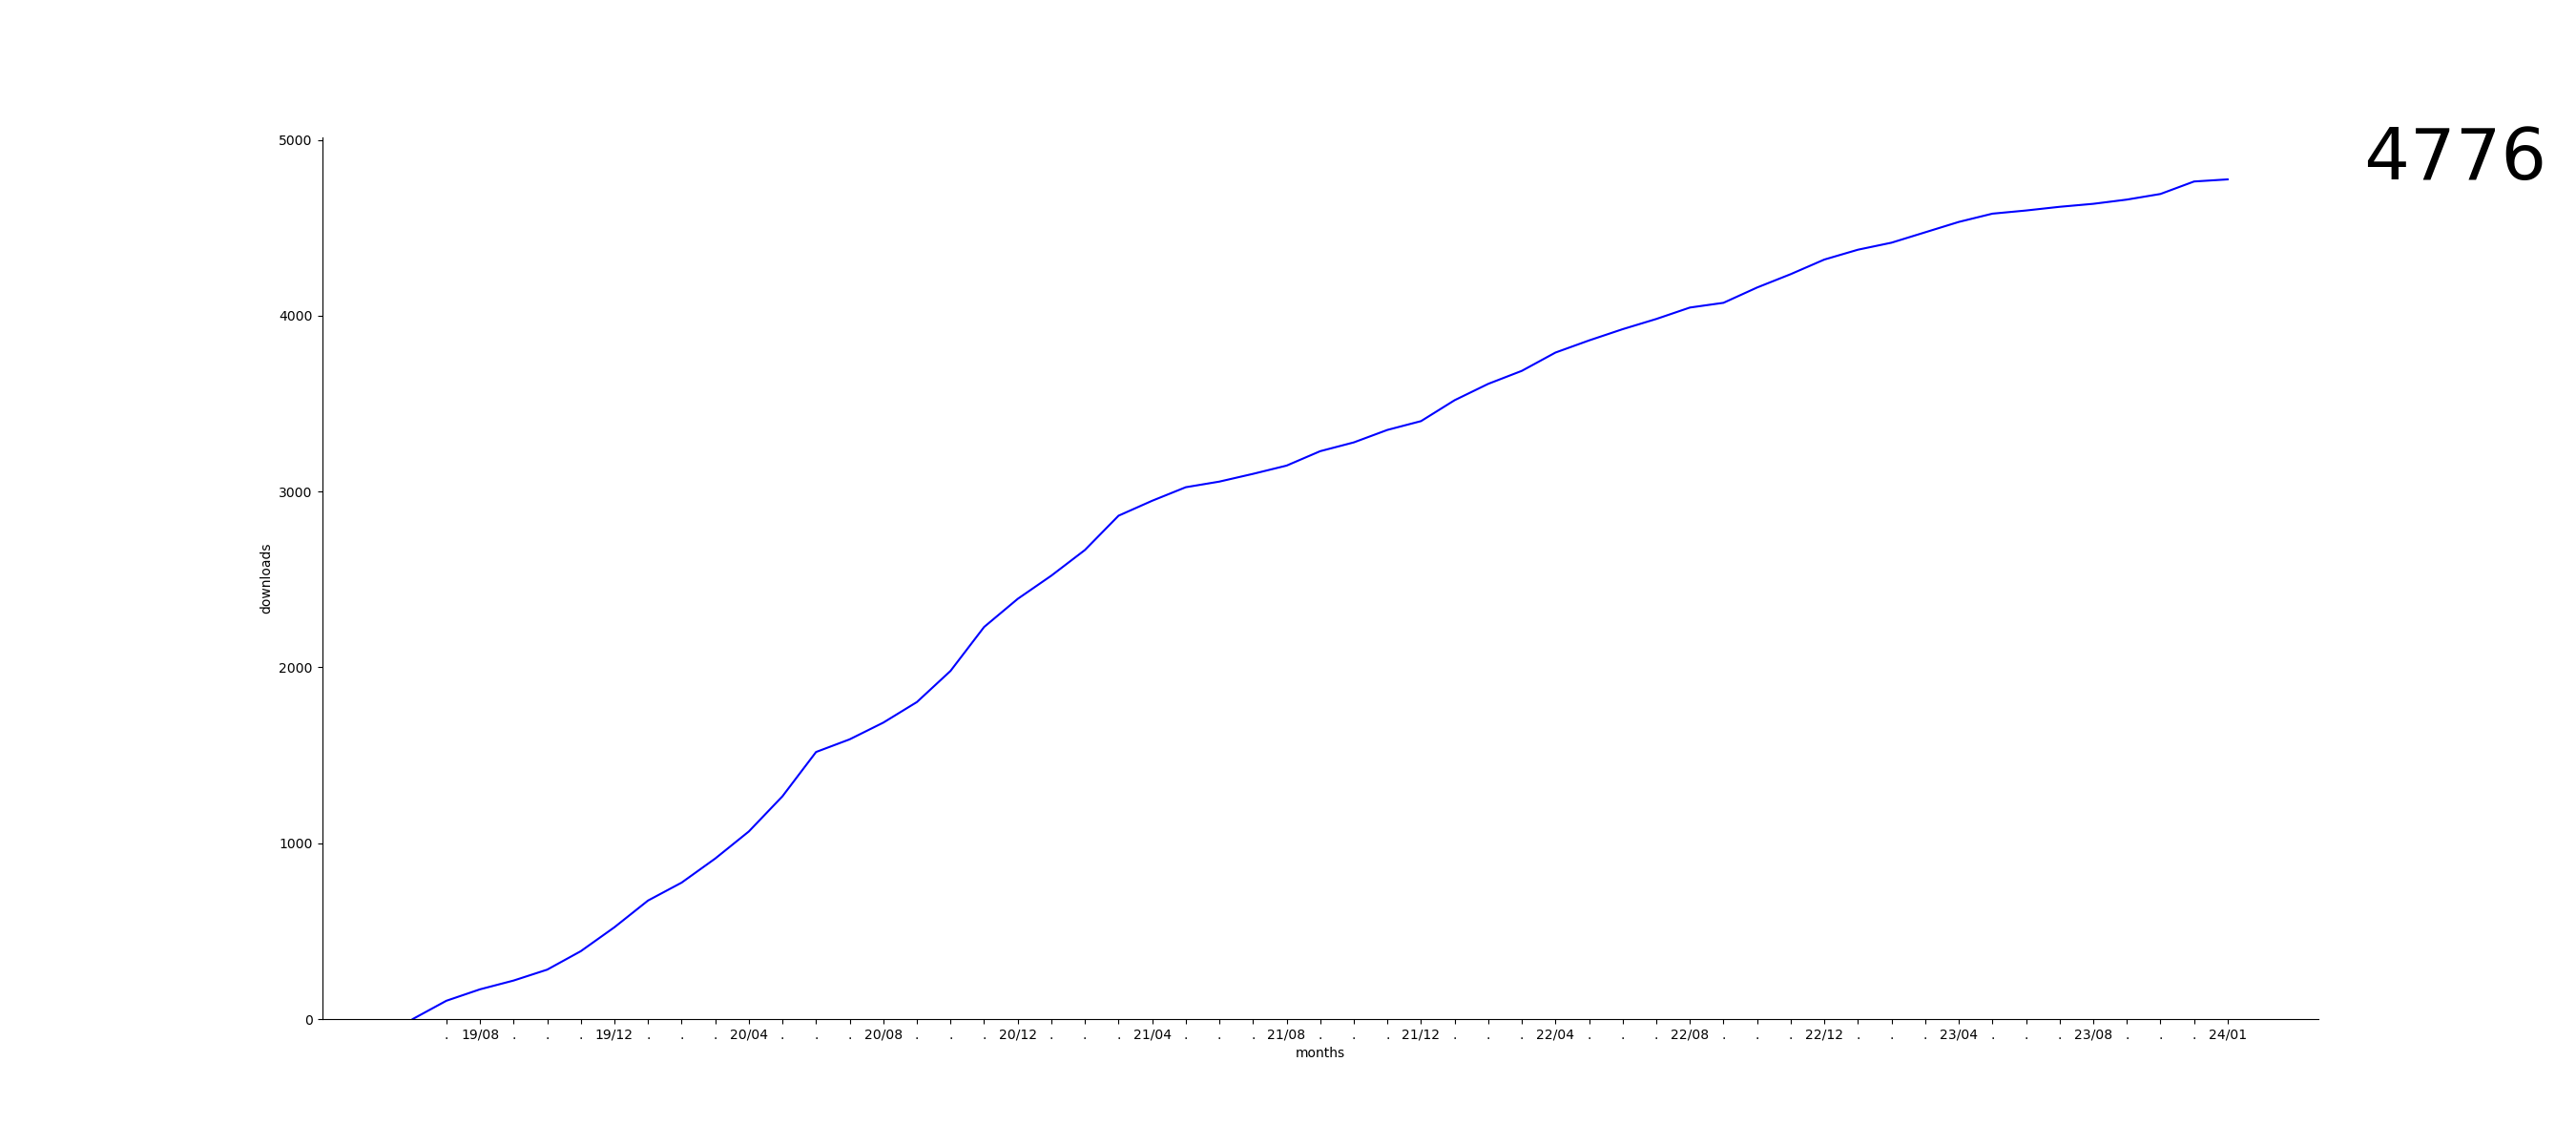 4776
5000
4000
3000
2000
1000
0
downloads
. 19/08 . . . 19/12 . . . 20/04 . . . 20/08 . . . 20/12 . . . 21/04 . . . 21/08 . . . 21/12 . . . 22/04 . . . 22/08 . . . 22/12 . . . 23/04 . . . 23/08 . . . 24/01
months